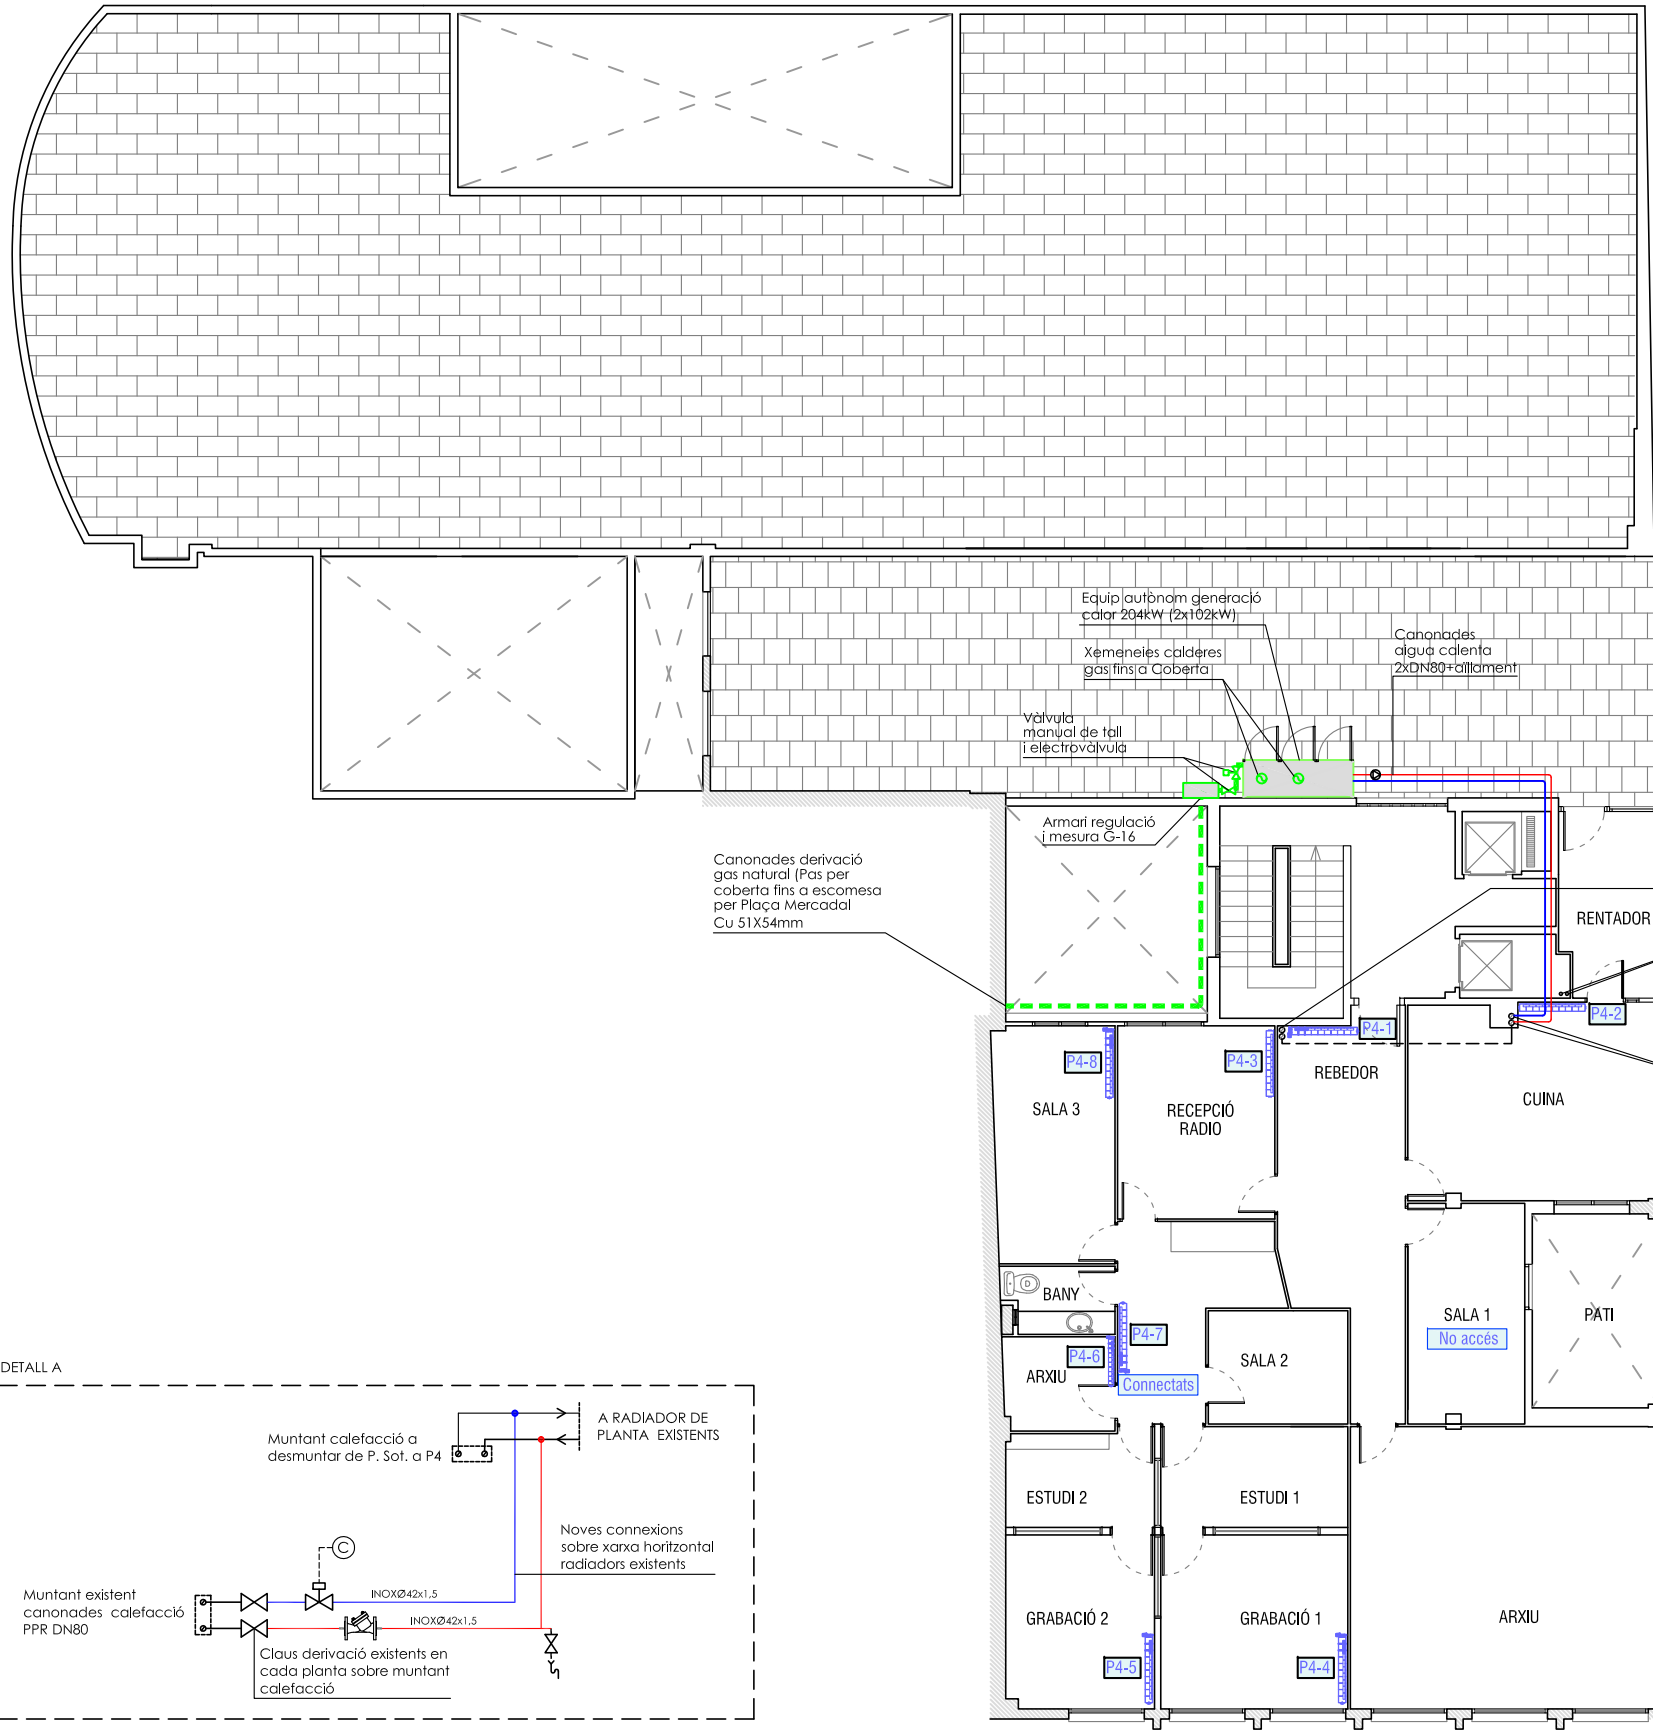 Equip autònom generació
calor 204kW (2x102kW)
Canonades
aigua calenta
2xDN80+aïllament
Xemeneies calderes
gas fins a Coberta
Vàlvula
manual de tall
i electrovàlvula
Armari regulació
i mesura G-16
Canonades derivació
gas natural (Pas per
coberta fins a escomesa
per Plaça Mercadal
Cu 51X54mm
RENTADOR
P4-2
P4-1
P4-8
P4-3
REBEDOR
CUINA
SALA 3
RECEPCIÓ
RADIO
BANY
SALA 1
No accés
PATI
P4-7
P4-6
SALA 2
ARXIU
Connectats
ESTUDI 2
ESTUDI 1
GRABACIÓ 2
GRABACIÓ 1
ARXIU
P4-5
P4-4
DETALL A
A RADIADOR DE
PLANTA EXISTENTS
Muntant calefacció a
desmuntar de P. Sot. a P4
Noves connexions
sobre xarxa horitzontal
radiadors existents
C
INOXØ42x1,5
Muntant existent
canonades calefacció
PPR DN80
INOXØ42x1,5
Claus derivació existents en
cada planta sobre muntant
calefacció